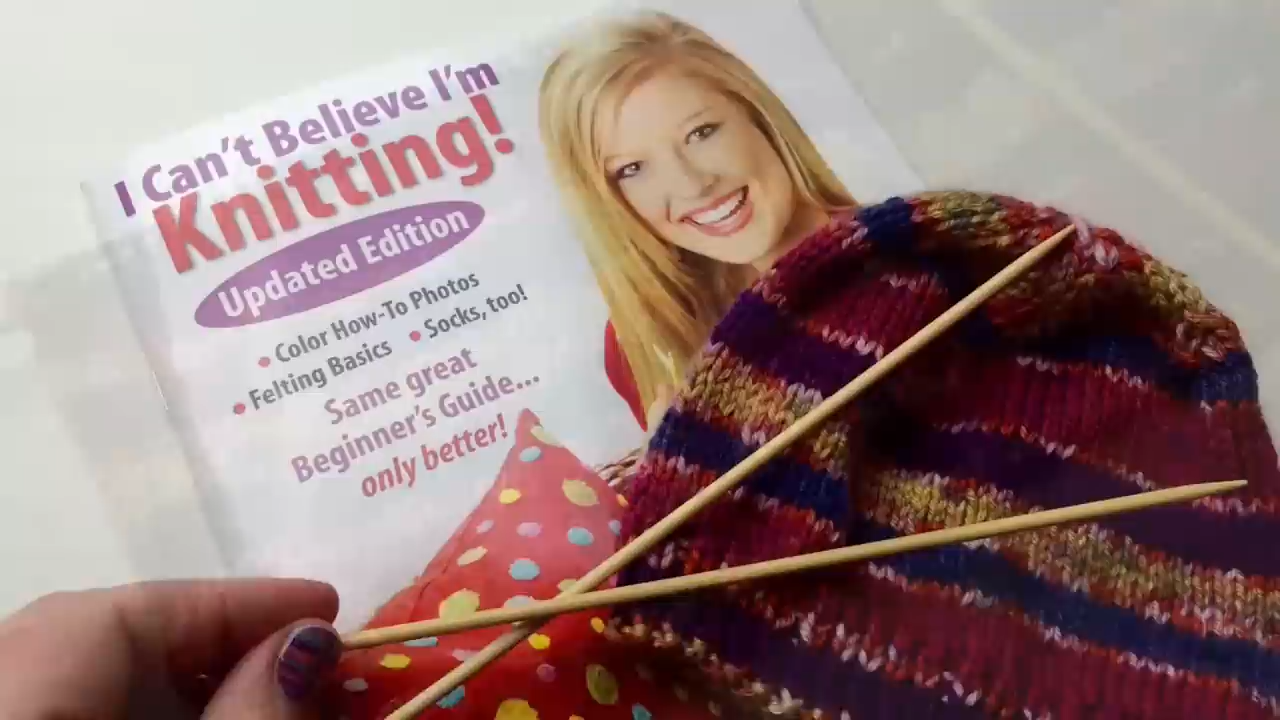 I Can't Believe I'm
Knitting!
Updated Edition
• Color How-To Photos
• Felting Basics • Socks, too!
Same great
Beginner's Guide...
only better!